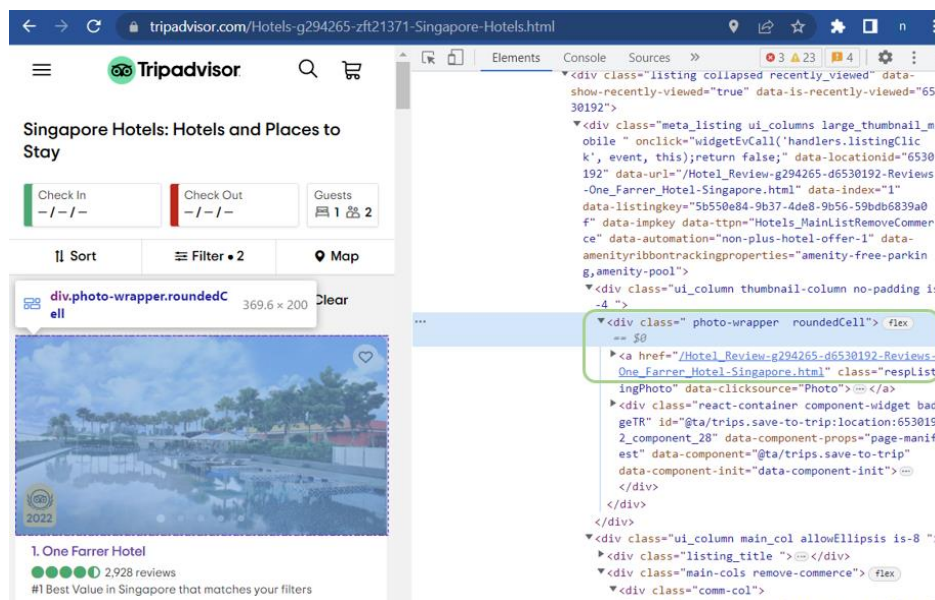 tripadvisor.com/Hotels-g294265-zft21371-Singapore-Hotels.html
n
Tripadvisor
Singapore Hotels: Hotels and Places to
Stay
Check In
–/–/–
Check Out
–/–/–
Guests
1 2
Sort
Filter • 2
Map
div.photo-wrapper.roundedC
ell
369.6 × 200
Clear
2022
1. One Farrer Hotel
2,928 reviews
#1 Best Value in Singapore that matches your filters
Elements Console Sources » 3 23 4
<div class="listing collapsed recently_viewed" data-
show-recently-viewed="true" data-is-recently-viewed="65
30192">
<div class="meta_listing ui_columns large_thumbnail_m
obile " onclick="widgetEvCall('handlers.listingClic
k', event, this);return false;" data-locationid="6530
192" data-url="/Hotel_Review-g294265-d6530192-Reviews
-One_Farrer_Hotel-Singapore.html" data-index="1"
data-listingkey="5b550e84-9b37-4de8-9b56-59bdb6839a0
f" data-impkey data-ttpn="Hotels_MainListRemoveCommer
ce" data-automation="non-plus-hotel-offer-1" data-
amenityribbontrackingproperties="amenity-free-parkin
g,amenity-pool">
<div class="ui_column thumbnail-column no-padding is
-4 ">
<div class=" photo-wrapper  roundedCell"> flex
== $0
<a href="/Hotel_Review-g294265-d6530192-Reviews-
One_Farrer_Hotel-Singapore.html" class="respList
ingPhoto" data-clicksource="Photo"> … </a>
<div class="react-container component-widget bad
geTR" id="@ta/trips.save-to-trip:location:653019
2_component_28" data-component-props="page-manif
est" data-component="@ta/trips.save-to-trip"
data-component-init="data-component-init"> …
</div>
</div>
</div>
<div class="ui_column main_col allowEllipsis is-8 "
<div class="listing_title "> … </div>
<div class="main-cols remove-commerce"> flex
<div class="comm-col">